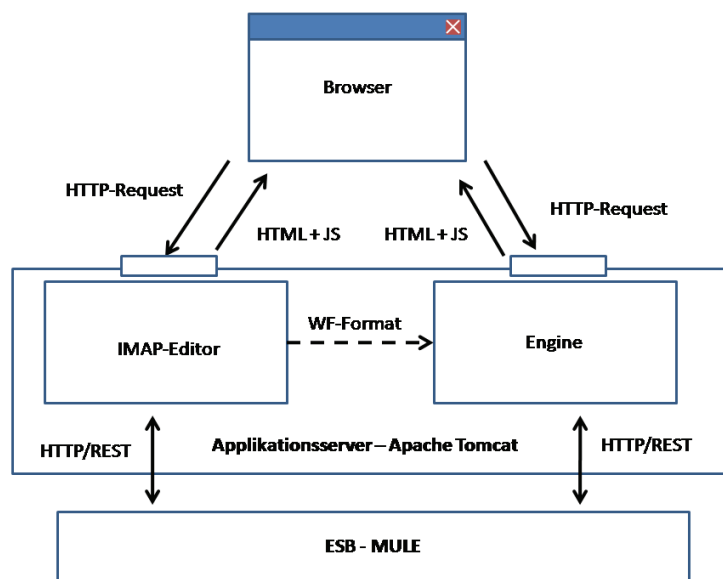 Browser
HTTP-Request
HTTP-Request
HTML + JS
HTML + JS
WF-Format
IMAP-Editor
Engine
HTTP/REST
Applikationsserver – Apache Tomcat
HTTP/REST
ESB - MULE